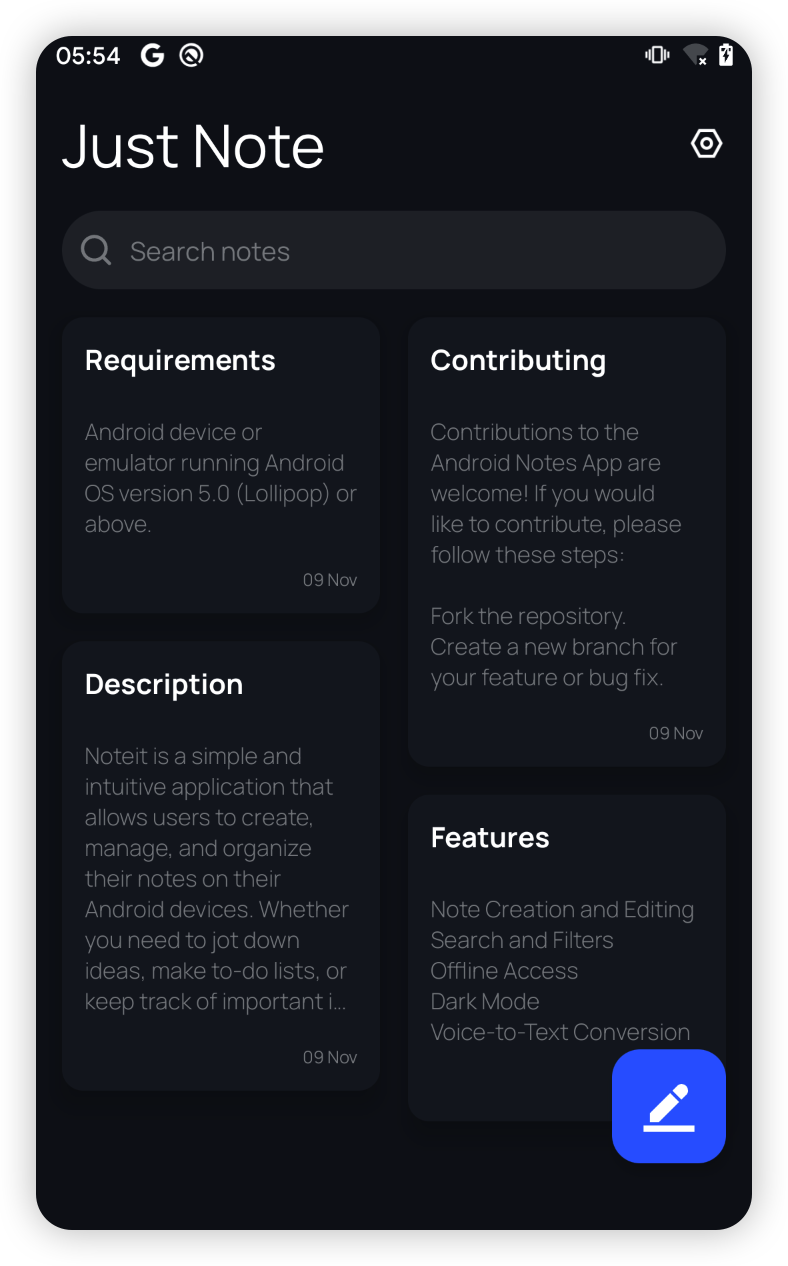 05:54
Just Note
Search notes
Requirements
Android device or
emulator running Android
OS version 5.0 (Lollipop) or
above.
09 Nov
Description
Noteit is a simple and
intuitive application that
allows users to create,
manage, and organize
their notes on their
Android devices. Whether
you need to jot down
ideas, make to-do lists, or
keep track of important i...
09 Nov
Contributing
Contributions to the
Android Notes App are
welcome! If you would
like to contribute, please
follow these steps:
Fork the repository.
Create a new branch for
your feature or bug fix.
09 Nov
Features
Note Creation and Editing
Search and Filters
Offline Access
Dark Mode
Voice-to-Text Conversion